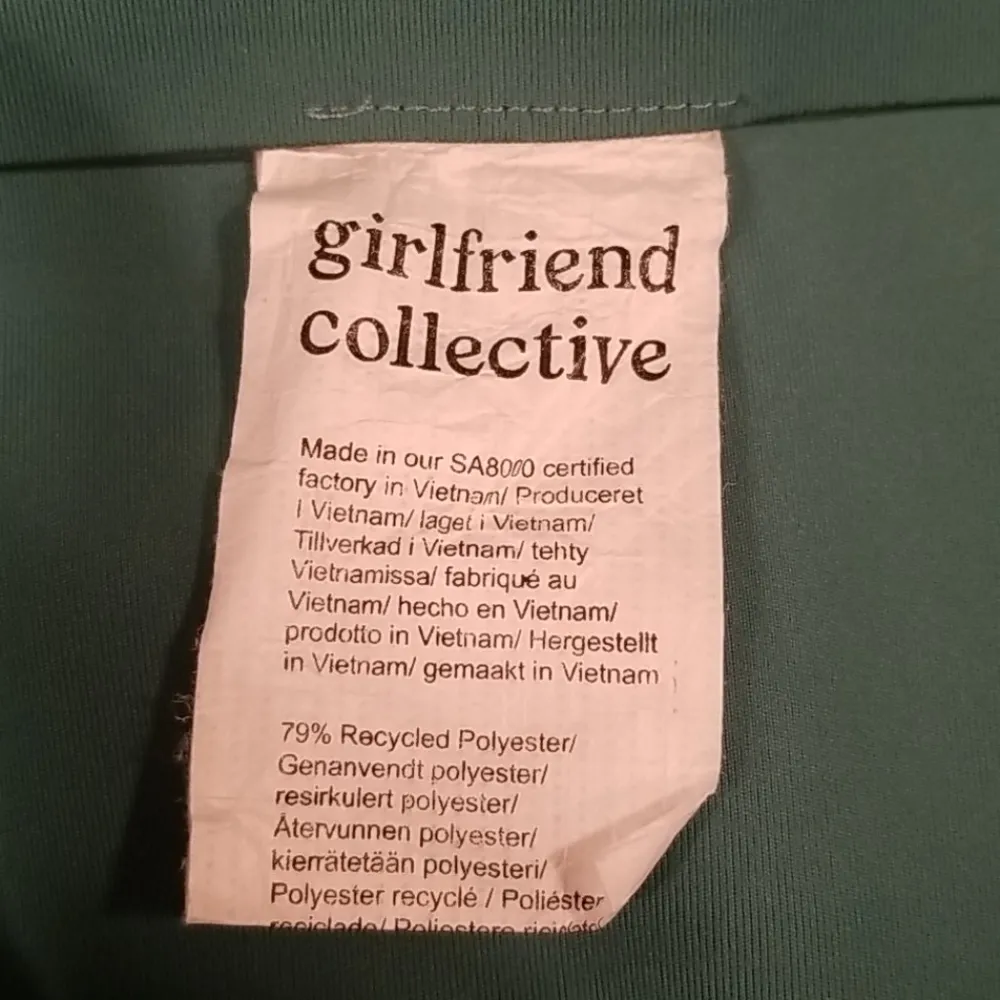 girlfriend
collective
Made in our SA8000 certified
factory in Vietnam/ Produceret
i Vietnam/ laget i Vietnam/
Tillverkad i Vietnam/ tehty
Vietnamissa/ fabriqué au
Vietnam/ hecho en Vietnam/
prodotto in Vietnam/ Hergestellt
in Vietnam/ gemaakt in Vietnam
79% Recycled Polyester/
Genanvendt polyester/
resirkulert polyester/
Återvunnen polyester/
kierrätetään polyesteri/
Polyester recyclé / Poliéster
reciclado/ Poliestere